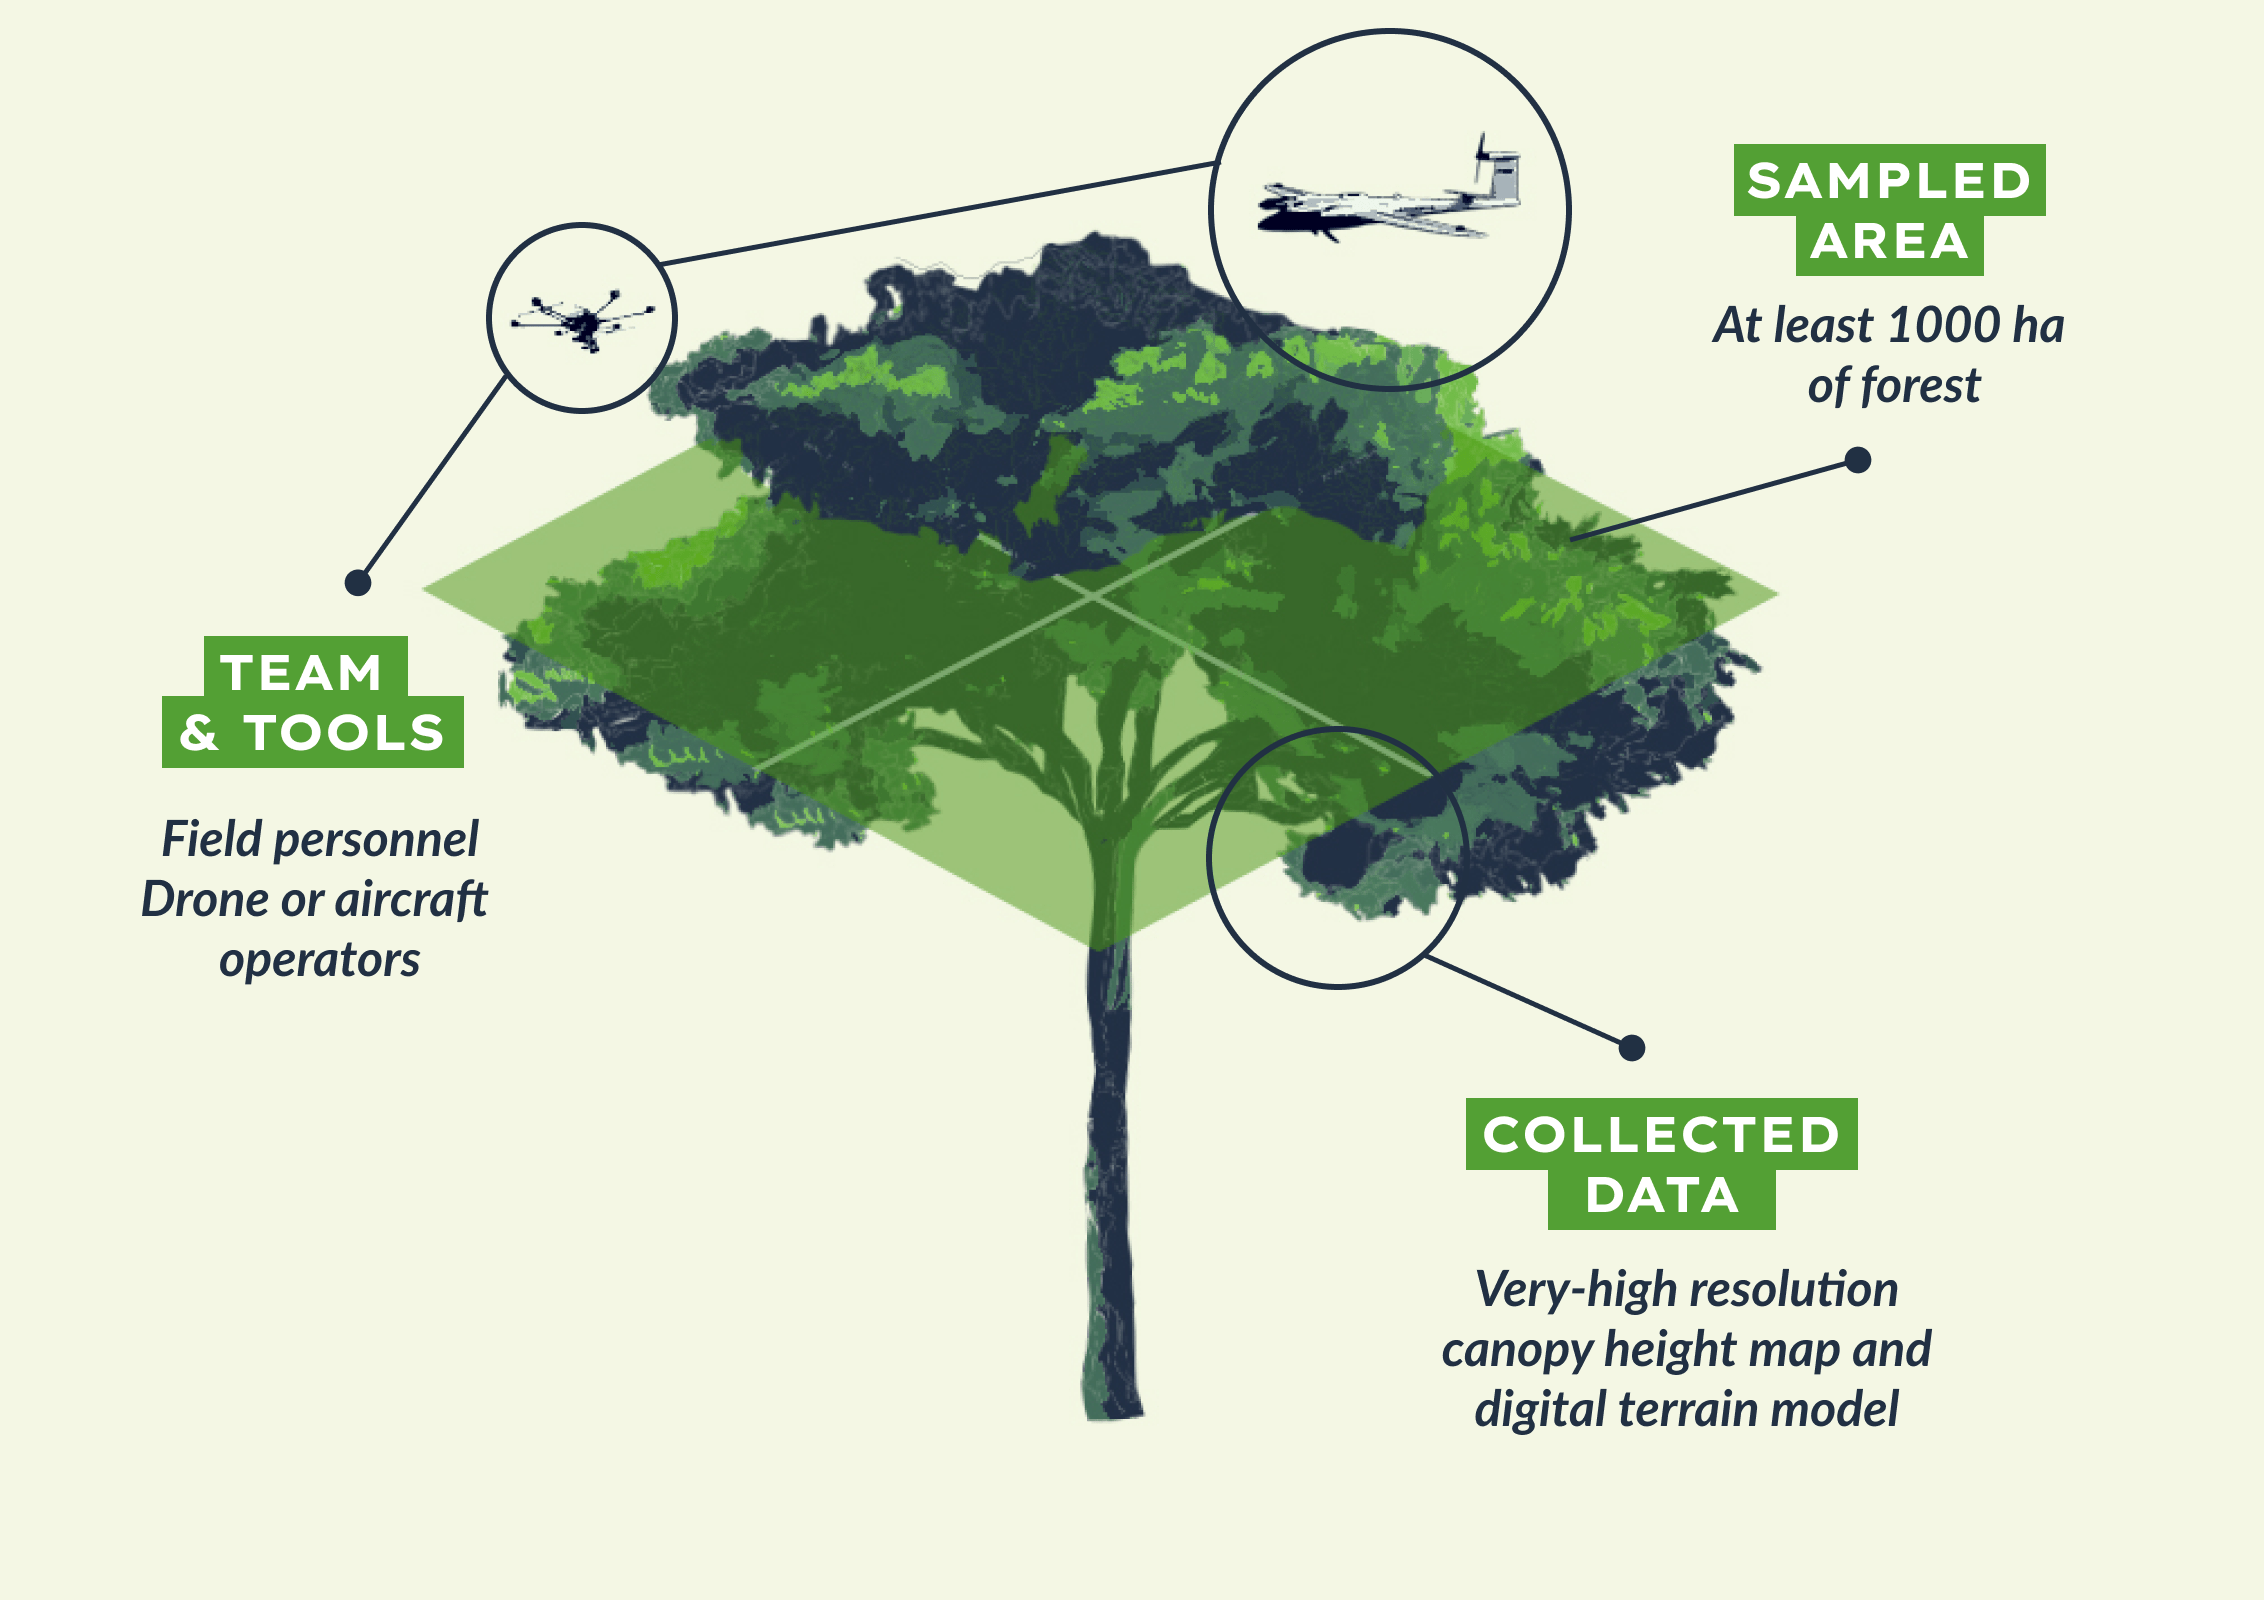 SAMPLED
AREA
At least 1000 ha
of forest
TEAM
& TOOLS
Field personnel
Drone or aircraft
operators
COLLECTED
DATA
Very-high resolution
canopy height map and
digital terrain model